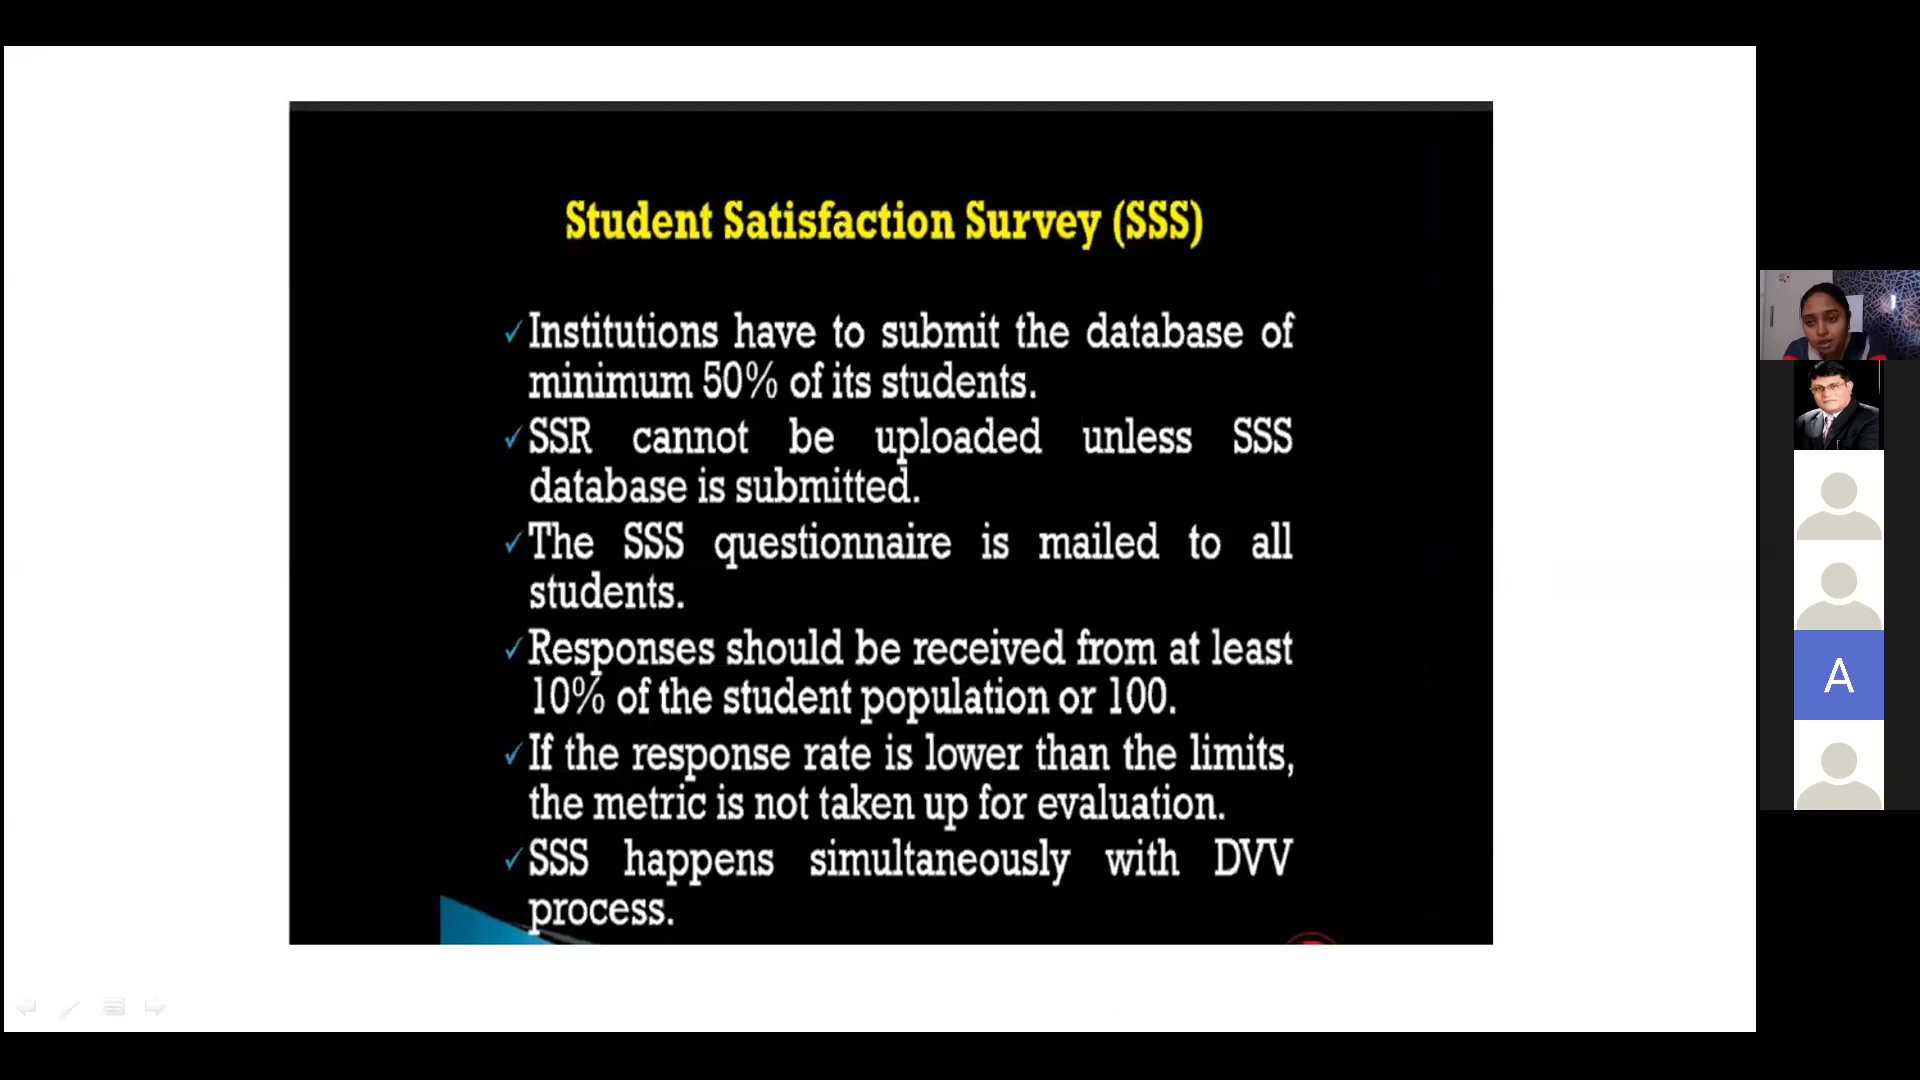 Student Satisfaction Survey (SSS)
✓Institutions have to submit the database of
minimum 50% of its students.
✓SSR cannot be uploaded unless SSS
database is submitted.
✓The SSS questionnaire is mailed to all
students.
✓Responses should be received from at least
10% of the student population or 100.
✓If the response rate is lower than the limits,
the metric is not taken up for evaluation.
✓SSS happens simultaneously with DVV
process.
A